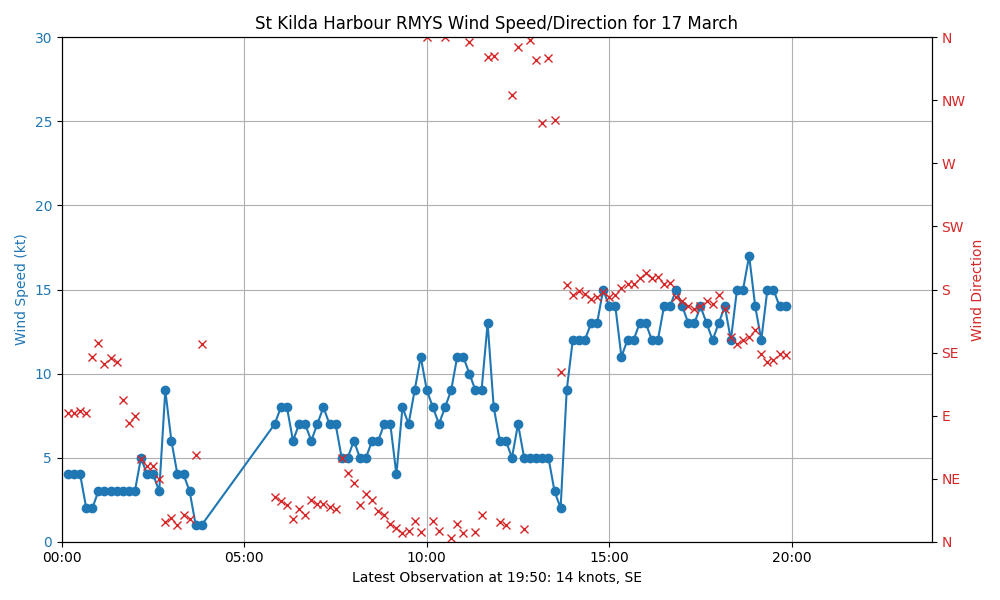 St Kilda Harbour RMYS Wind Speed/Direction for 17 March
30
25
20
15
10
5
0
Wind Speed (kt)
N
NW
W
SW
S
SE
E
NE
N
Wind Direction
00:00 05:00 10:00 15:00 20:00
Latest Observation at 19:50: 14 knots, SE